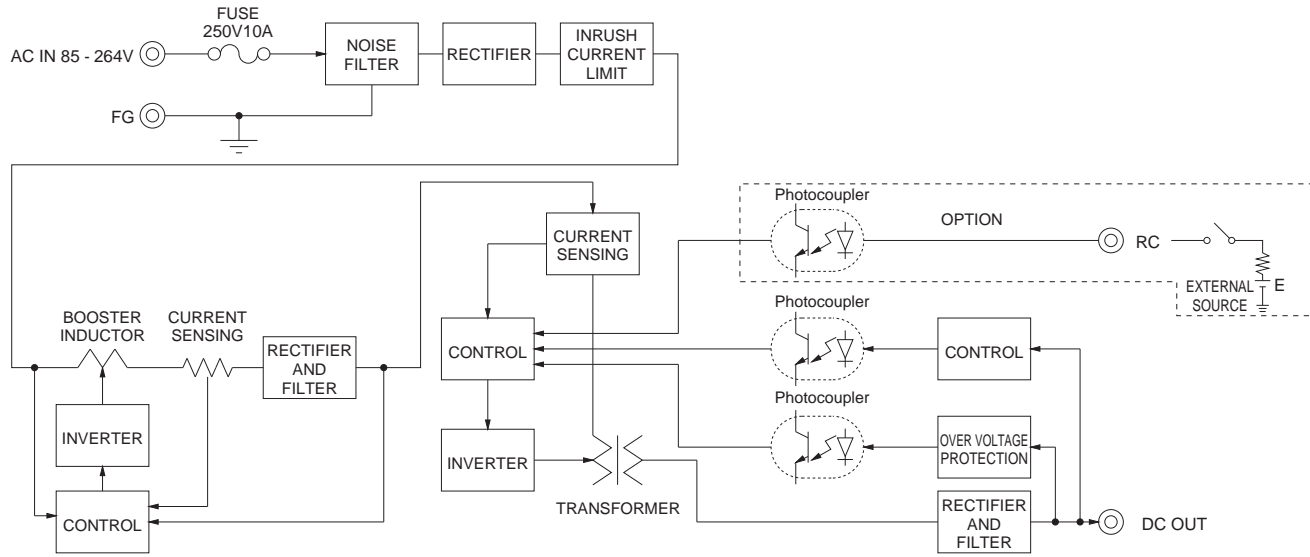 FUSE
250V10A
AC IN 85 - 264V
NOISE
FILTER
RECTIFIER
INRUSH
CURRENT
LIMIT
FG
Photocoupler
OPTION
RC
CURRENT
SENSING
EXTERNAL
SOURCE
E
BOOSTER
INDUCTOR
CURRENT
SENSING
RECTIFIER
AND
FILTER
CONTROL
Photocoupler
CONTROL
INVERTER
Photocoupler
INVERTER
OVER VOLTAGE
PROTECTION
TRANSFORMER
CONTROL
RECTIFIER
AND
FILTER
DC OUT